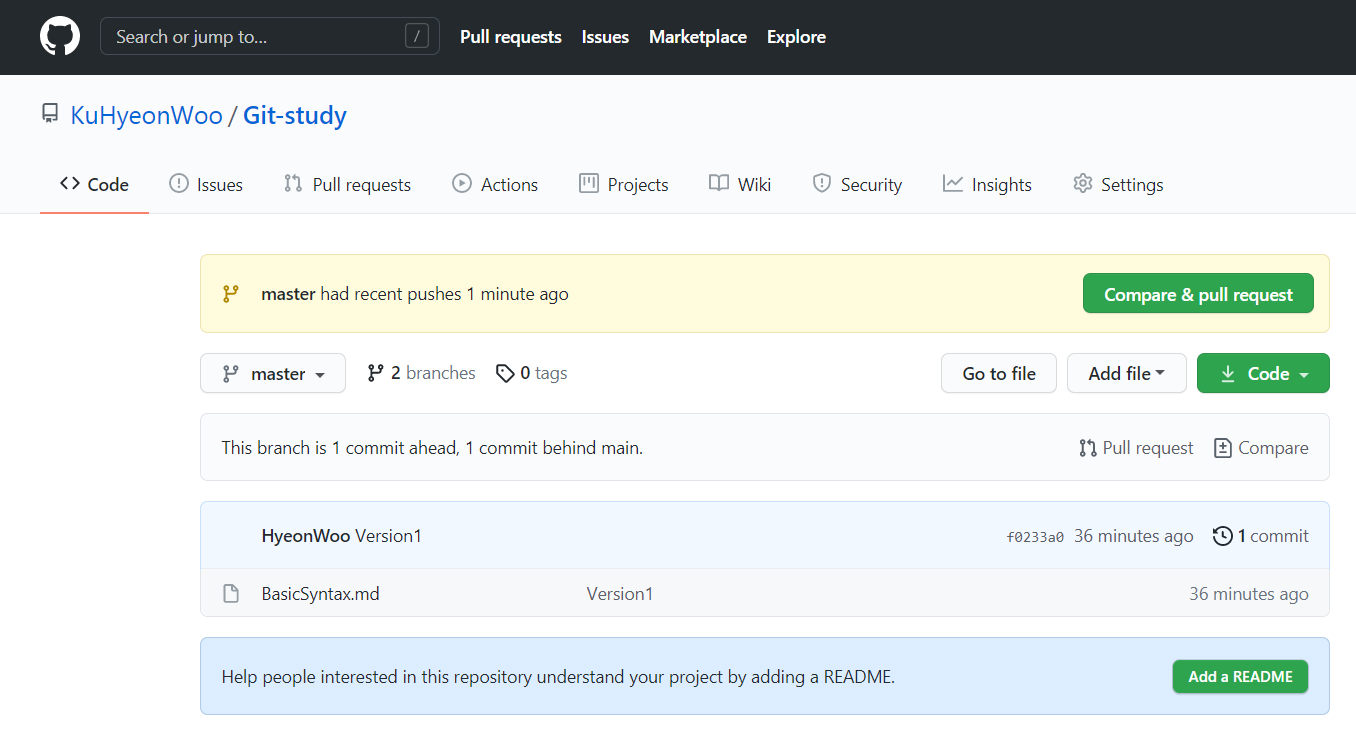 Search or jump to... / Pull requests Issues Marketplace Explore
KuHyeonWoo / Git-study
Code Issues Pull requests Actions Projects Wiki Security Insights Settings
master had recent pushes 1 minute ago Compare & pull request
master 2 branches 0 tags Go to file Add file Code
This branch is 1 commit ahead, 1 commit behind main. Pull request Compare
HyeonWoo Version1 f0233a0 36 minutes ago 1 commit
BasicSyntax.md Version1 36 minutes ago
Help people interested in this repository understand your project by adding a README. Add a README